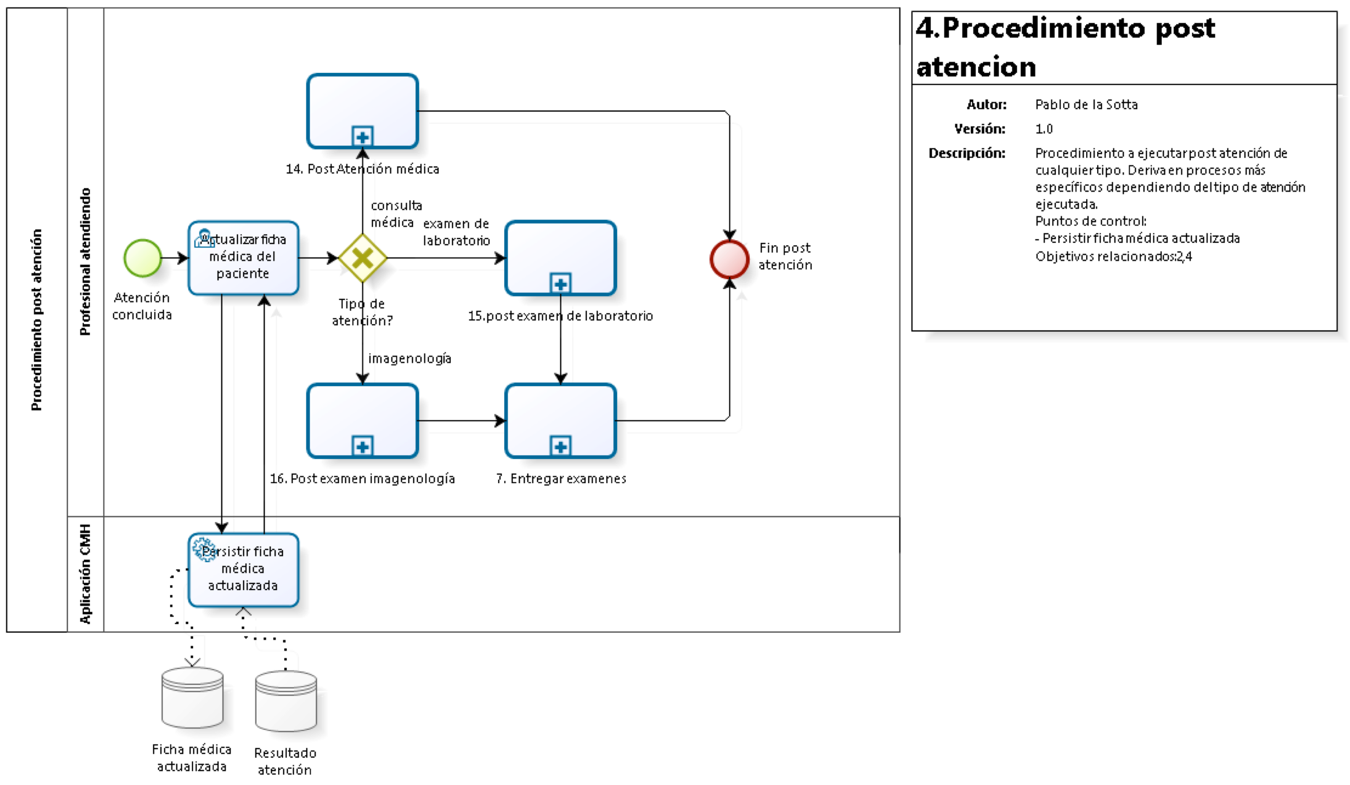 4.Procedimiento post
atencion
Autor: Pablo de la Sotta
Versión: 1.0
Descripción: Procedimiento a ejecutar post atención de
cualquier tipo. Deriva en procesos más
específicos dependiendo del tipo de atención
ejecutada.
Puntos de control:
- Persistir ficha médica actualizada
Objetivos relacionados:2,4
Procedimiento post atención
Profesional atendiendo
Aplicación CMH
Atención
concluida
Actualizar ficha
médica del
paciente
Tipo de
atención?
consulta
médica
examen de
laboratorio
imagenología
14. Post Atención médica
15.post examen de laboratorio
16. Post examen imagenología
7. Entregar examenes
Fin post
atención
Persistir ficha
médica
actualizada
Ficha médica
actualizada
Resultado
atención